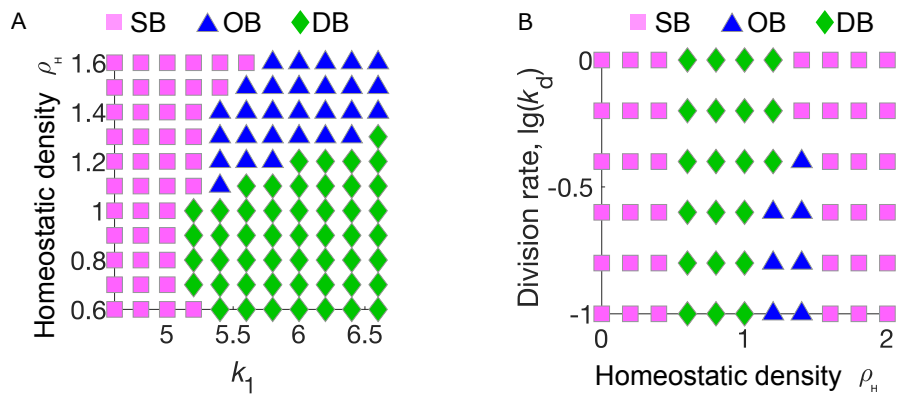 A
SB OB DB
Homeostatic density ρH
1.6
1.4
1.2
1
0.8
0.6
5 5.5 6 6.5
k1
B
SB OB DB
Division rate, lg(kd)
0
-0.5
-1
0 1 2
Homeostatic density ρH